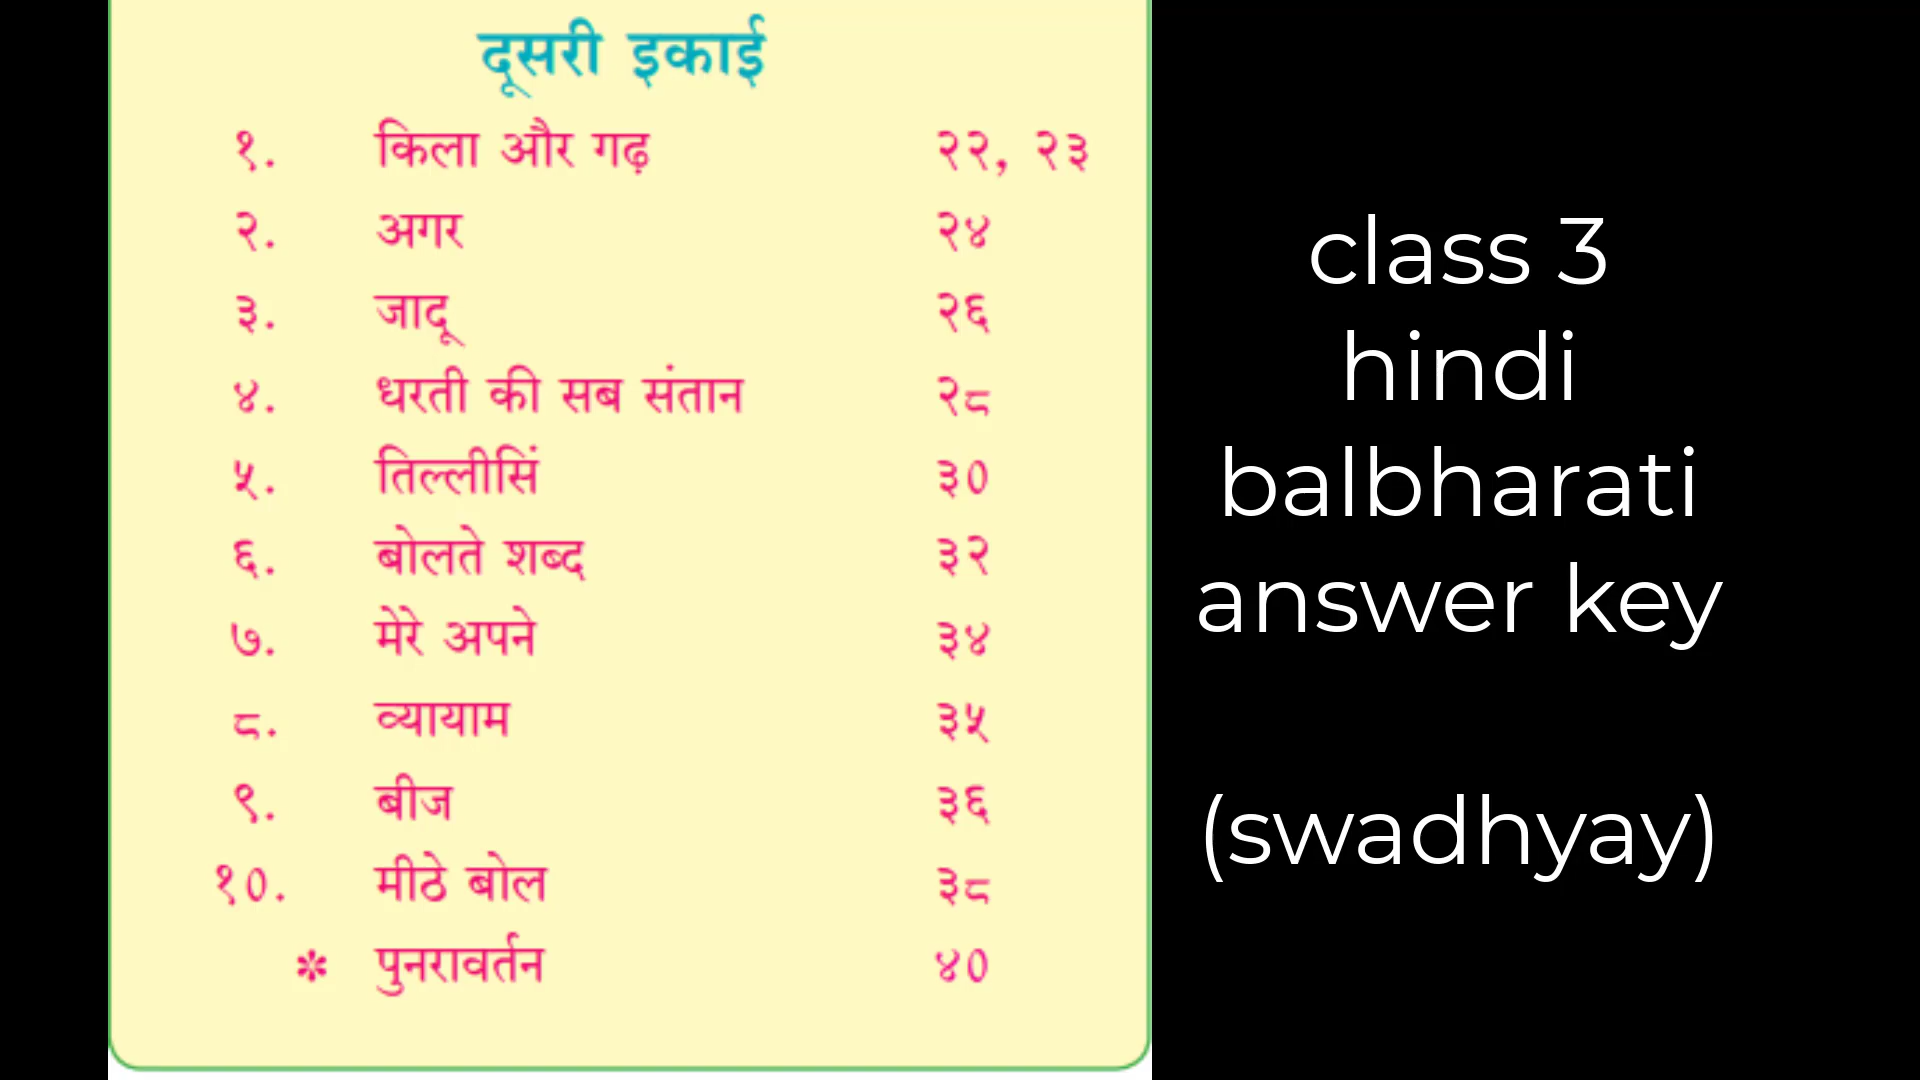 दूसरी इकाई
१. किला और गढ़ २२, २३
२. अगर २४
३. जादू २६
४. धरती की सब संतान २८
५. तिल्लीसिं ३०
६. बोलते शब्द ३२
७. मेरे अपने ३४
८. व्यायाम ३५
९. बीज ३६
१०. मीठे बोल ३८
* पुनरावर्तन ४०
class 3
hindi
balbharati
answer key
(swadhyay)